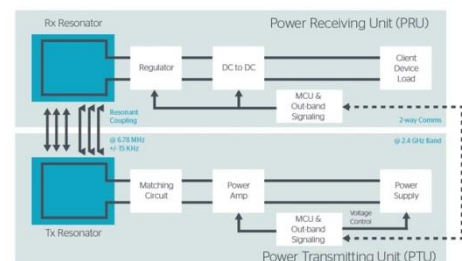 Rx Resonator
Power Receiving Unit (PRU)
Regulator
DC to DC
Client
Device
Load
MCU &
Out-band
Signaling
Resonant
Coupling
2-way Comms
@ 6.78 MHz
+/- 15 KHz
@ 2.4 GHz Band
Matching
Circuit
Power
Amp
Power
Supply
MCU &
Out-band
Signaling
Voltage
Control
Tx Resonator
Power Transmitting Unit (PTU)